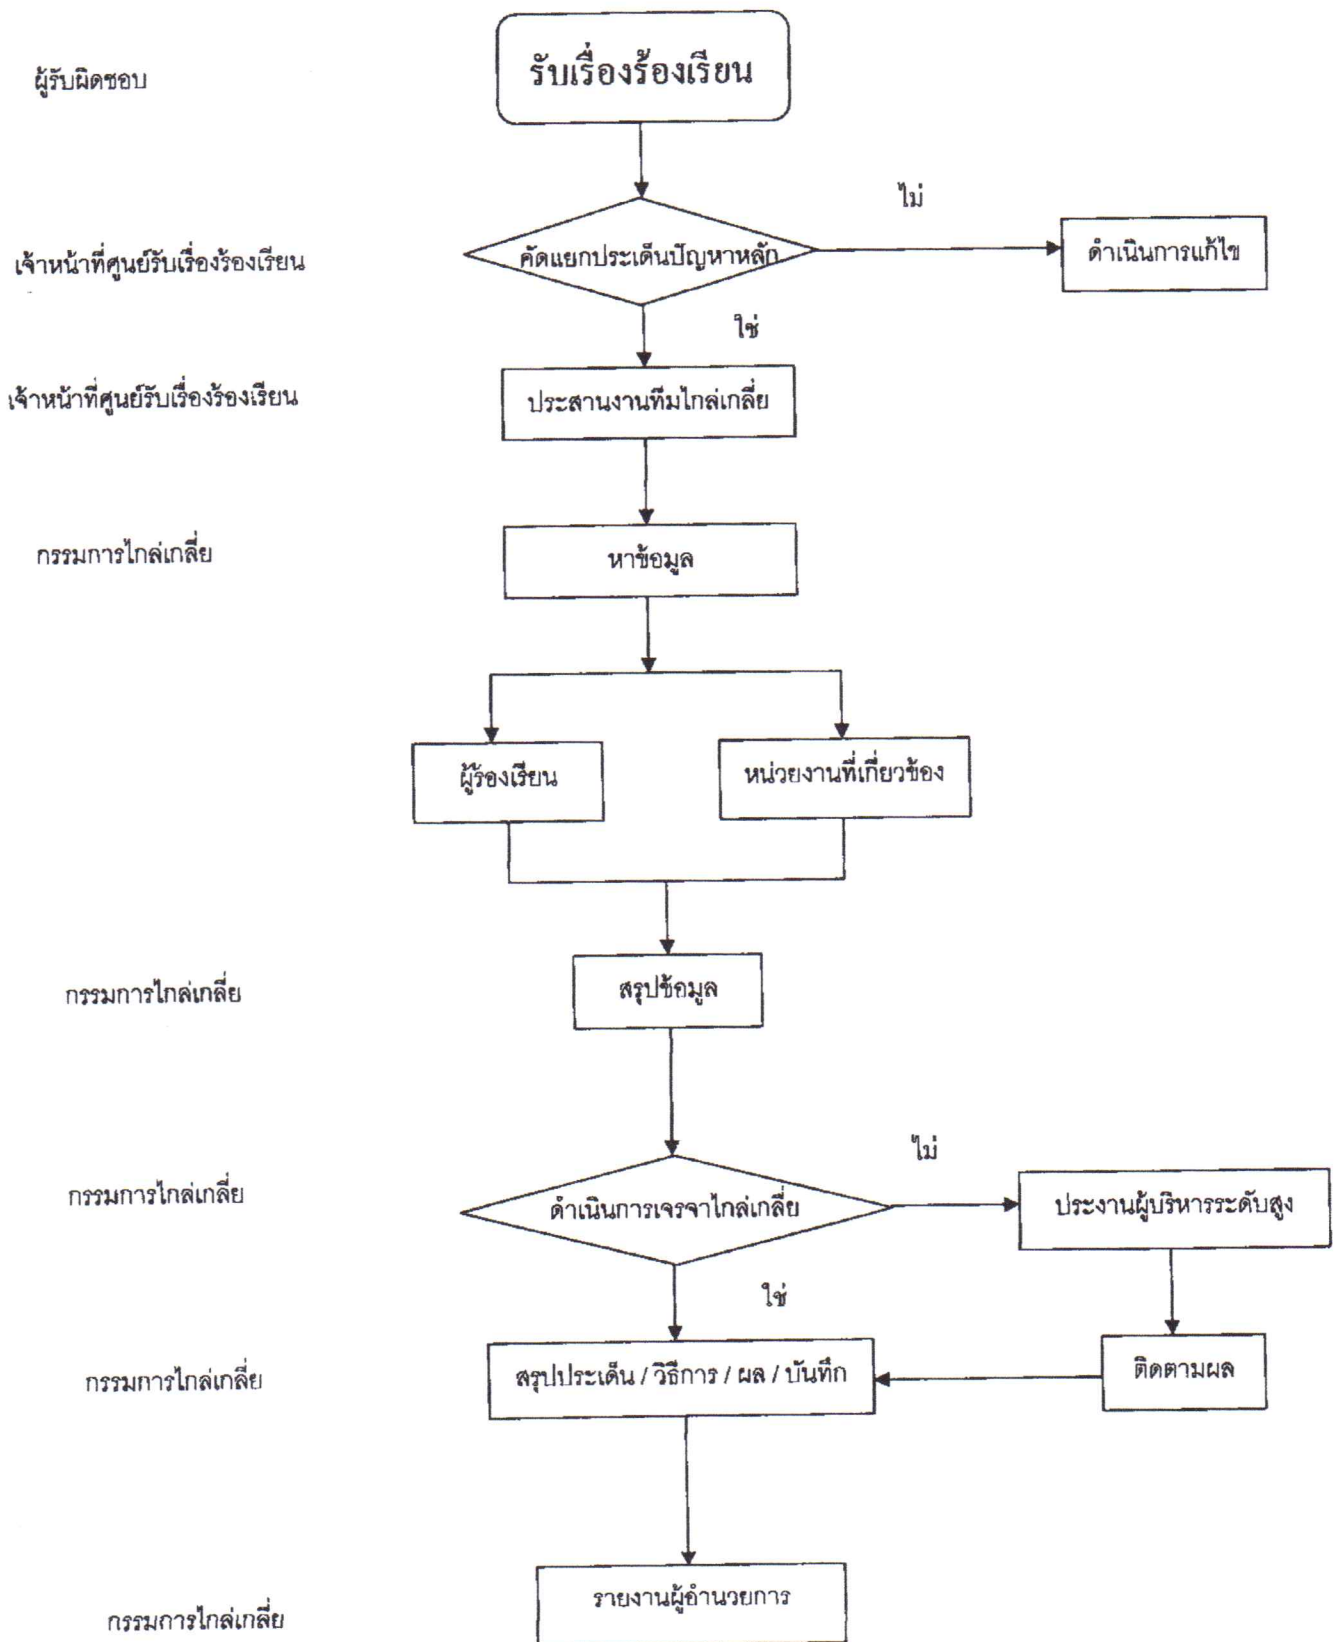 ผู้รับผิดชอบ
รับเรื่องร้องเรียน
ไม่
เจ้าหน้าที่ศูนย์รับเรื่องร้องเรียน
คัดแยกประเด็นปัญหาหลัก
ดำเนินการแก้ไข
ใช่
เจ้าหน้าที่ศูนย์รับเรื่องร้องเรียน
ประสานงานทีมไกล่เกลี่ย
กรรมการไกล่เกลี่ย
หาข้อมูล
ผู้ร้องเรียน
หน่วยงานที่เกี่ยวข้อง
กรรมการไกล่เกลี่ย
สรุปข้อมูล
ไม่
กรรมการไกล่เกลี่ย
ดำเนินการเจรจาไกล่เกลี่ย
ประงานผู้บริหารระดับสูง
ใช่
กรรมการไกล่เกลี่ย
สรุปประเด็น / วิธีการ / ผล / บันทึก
ติดตามผล
กรรมการไกล่เกลี่ย
รายงานผู้อำนวยการ